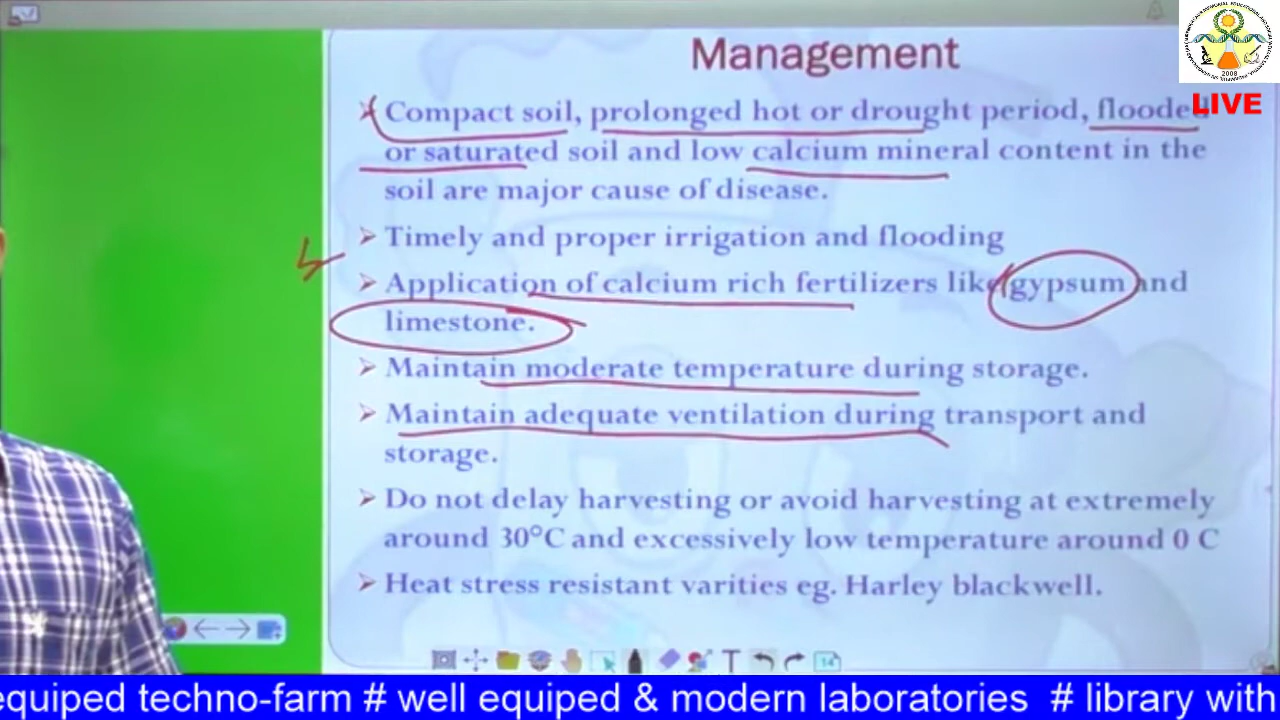 Management
LIVE
➤ Compact soil, prolonged hot or drought period, flooded
or saturated soil and low calcium mineral content in the
soil are major cause of disease.
➤ Timely and proper irrigation and flooding
➤ Application of calcium rich fertilizers like gypsum and
limestone.
➤ Maintain moderate temperature during storage.
➤ Maintain adequate ventilation during transport and
storage.
➤ Do not delay harvesting or avoid harvesting at extremely
around 30°C and excessively low temperature around 0 C
➤ Heat stress resistant varities eg. Harley blackwell.
14
2008
equiped techno-farm # well equiped & modern laboratories # library with